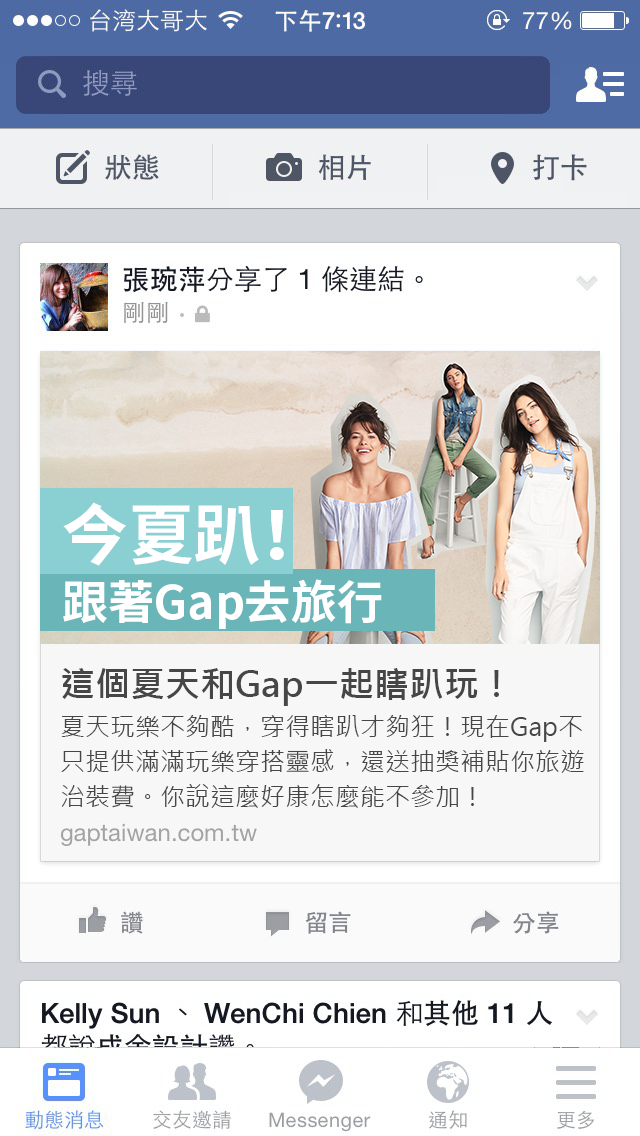 台湾大哥大 下午7:13 77%
搜尋
狀態 相片 打卡
張琬萍分享了 1 條連結。
剛剛 ·
今夏趴!
跟著Gap去旅行
這個夏天和Gap一起瞎趴玩！
夏天玩樂不夠酷，穿得瞎趴才夠狂！現在Gap不
只提供滿滿玩樂穿搭靈感，還送抽獎補貼你旅遊
治裝費。你說這麼好康怎麼能不參加！
gaptaiwan.com.tw
讚 留言 分享
Kelly Sun 、 WenChi Chien 和其他 11 人
都說成金設計讚。
動態消息 交友邀請 Messenger 通知 更多